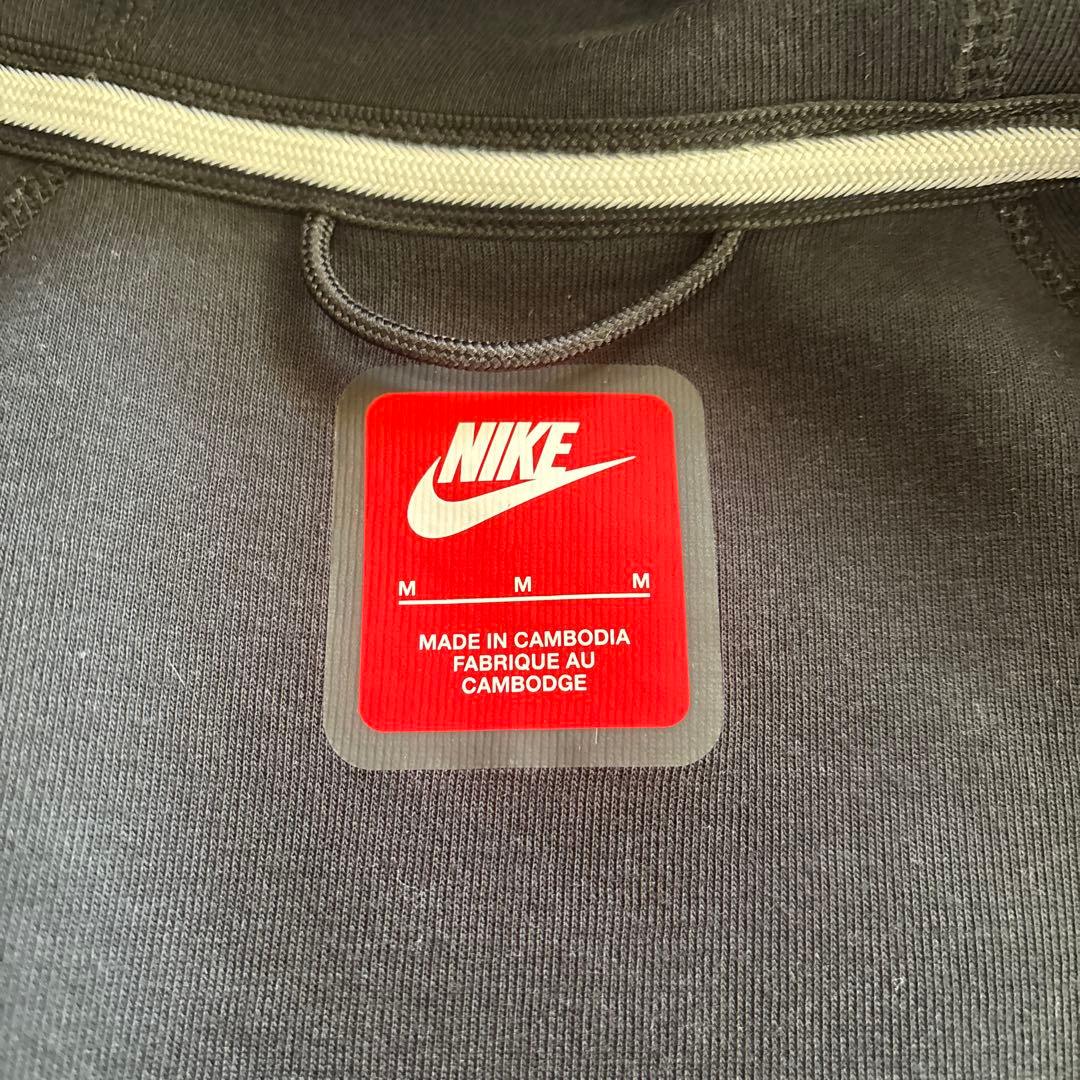 NIKE
M M M
MADE IN CAMBODIA
FABRIQUE AU
CAMBODGE